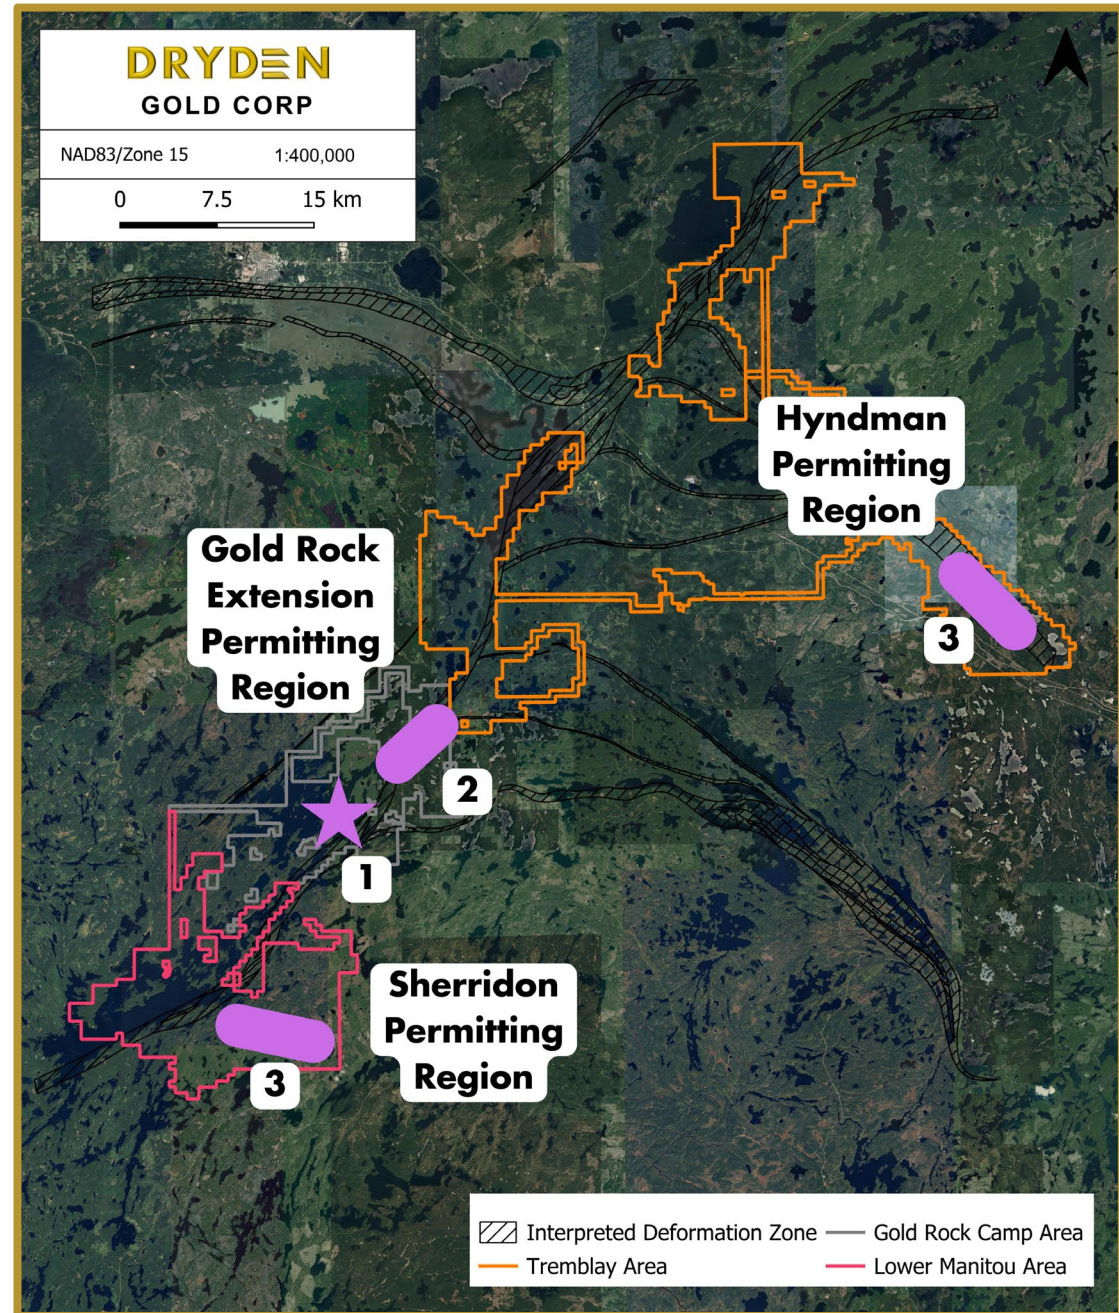 DRYDEN
GOLD CORP
NAD83/Zone 15 1:400,000
0 7.5 15 km
Hyndman
Permitting
Region
Gold Rock
Extension
Permitting
Region
3
2
1
Sherridon
Permitting
Region
3
Interpreted Deformation Zone
Gold Rock Camp Area
Tremblay Area
Lower Manitou Area